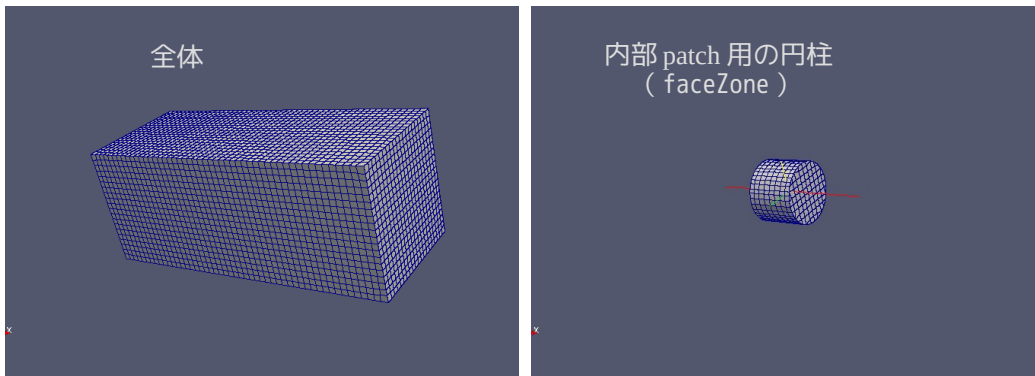 全体
内部 patch 用の円柱
（ faceZone ）
x
x